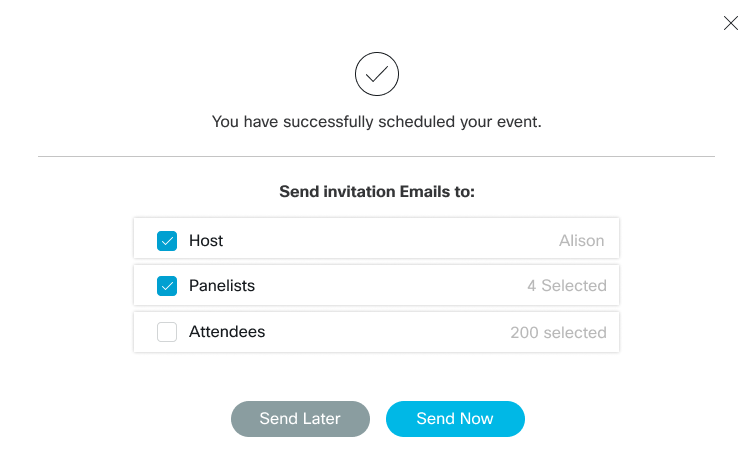 You have successfully scheduled your event.
Send invitation Emails to:
Host Alison
Panelists 4 Selected
Attendees 200 selected
Send Later Send Now